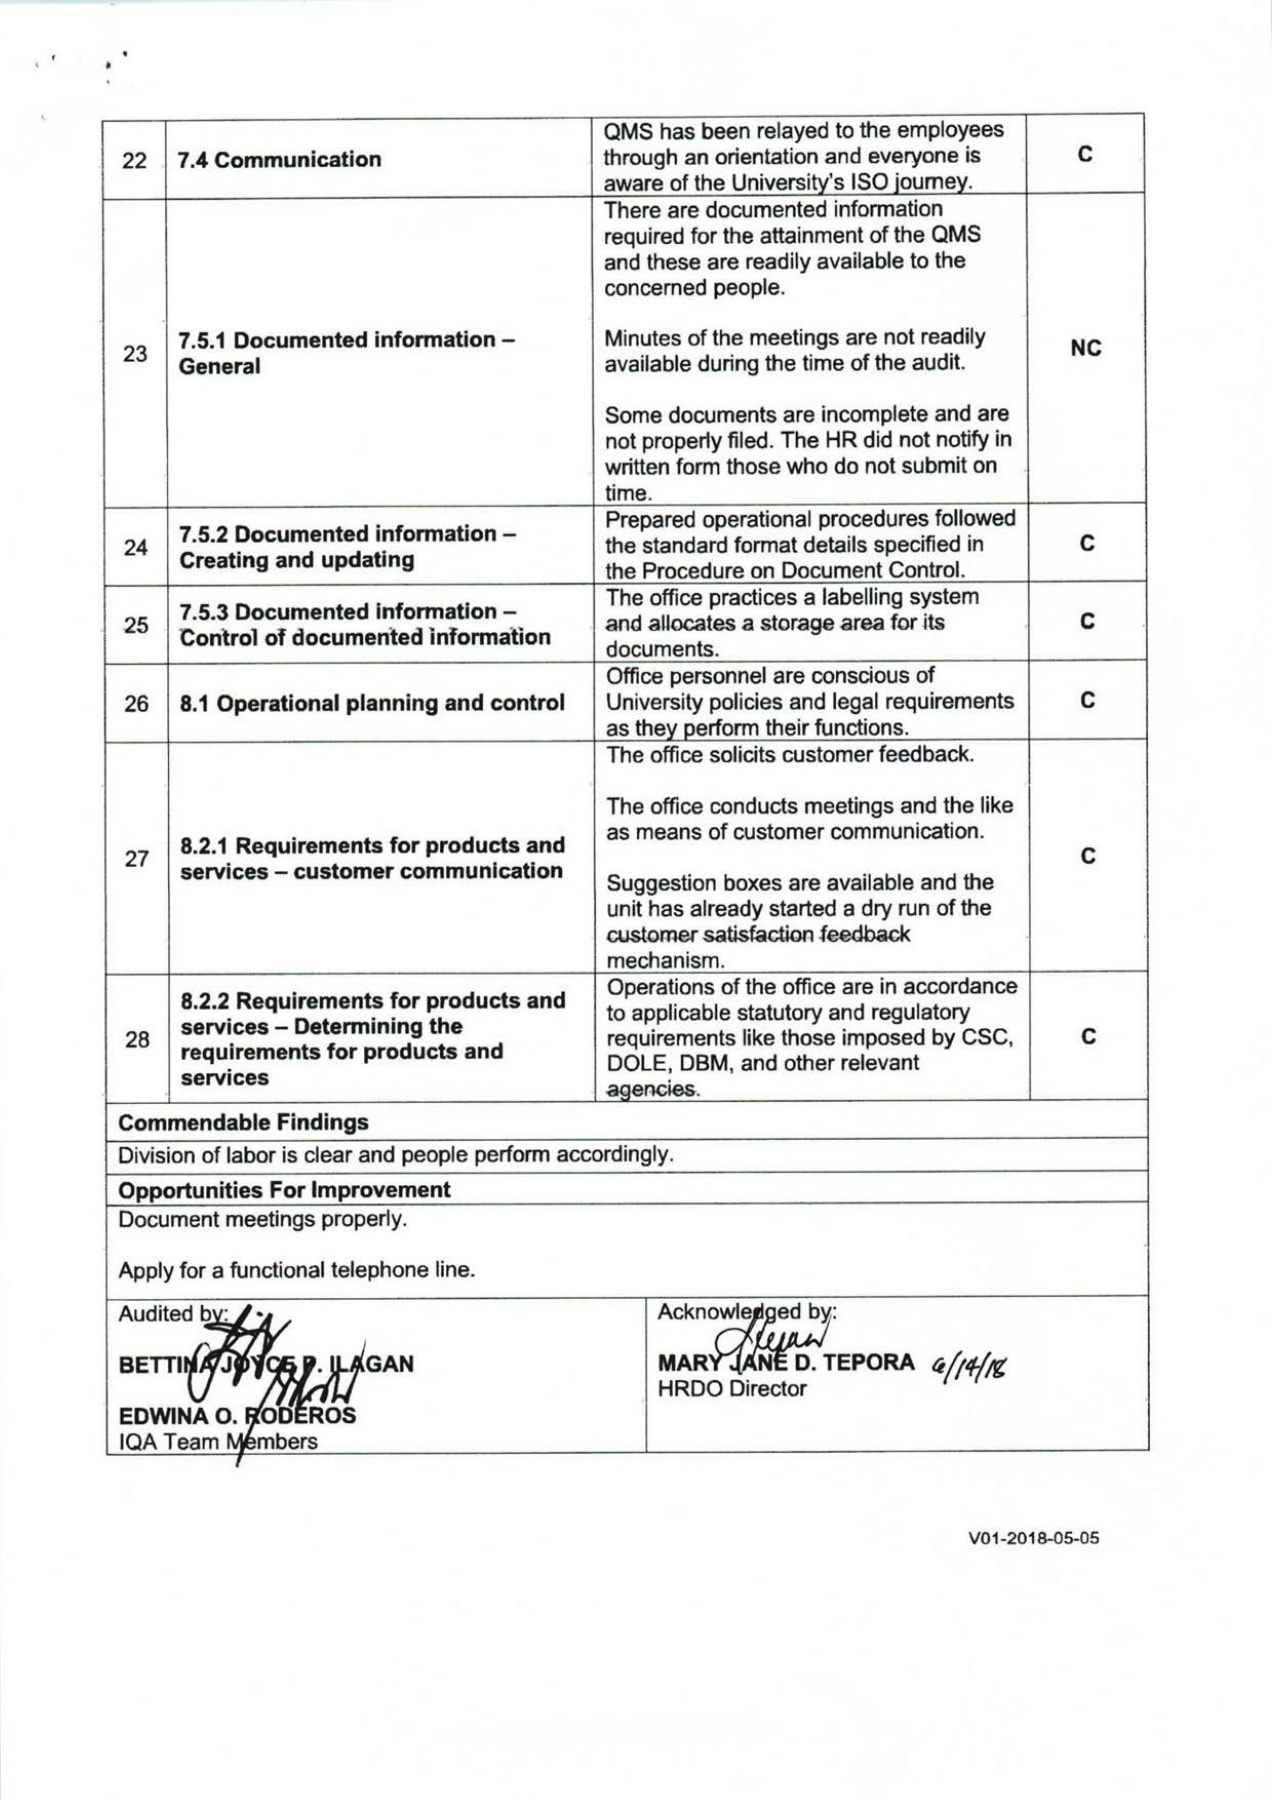 22
7.4 Communication
QMS has been relayed to the employees
through an orientation and everyone is
aware of the University's ISO journey.
C
23
7.5.1 Documented information –
General
There are documented information
required for the attainment of the QMS
and these are readily available to the
concerned people.
Minutes of the meetings are not readily
available during the time of the audit.
Some documents are incomplete and are
not properly filed. The HR did not notify in
written form those who do not submit on
time.
NC
24
7.5.2 Documented information –
Creating and updating
Prepared operational procedures followed
the standard format details specified in
the Procedure on Document Control.
C
25
7.5.3 Documented information –
Control of documented information
The office practices a labelling system
and allocates a storage area for its
documents.
C
26
8.1 Operational planning and control
Office personnel are conscious of
University policies and legal requirements
as they perform their functions.
C
27
8.2.1 Requirements for products and
services – customer communication
The office solicits customer feedback.
The office conducts meetings and the like
as means of customer communication.
Suggestion boxes are available and the
unit has already started a dry run of the
customer satisfaction feedback
mechanism.
C
28
8.2.2 Requirements for products and
services – Determining the
requirements for products and
services
Operations of the office are in accordance
to applicable statutory and regulatory
requirements like those imposed by CSC,
DOLE, DBM, and other relevant
agencies.
C
Commendable Findings
Division of labor is clear and people perform accordingly.
Opportunities For Improvement
Document meetings properly.
Apply for a functional telephone line.
Audited by:
BETTINA JOYCE P. ILAGAN
EDWINA O. RODEROS
IQA Team Members
Acknowledged by:
MARY JANE D. TEPORA 6/14/18
HRDO Director
V01-2018-05-05